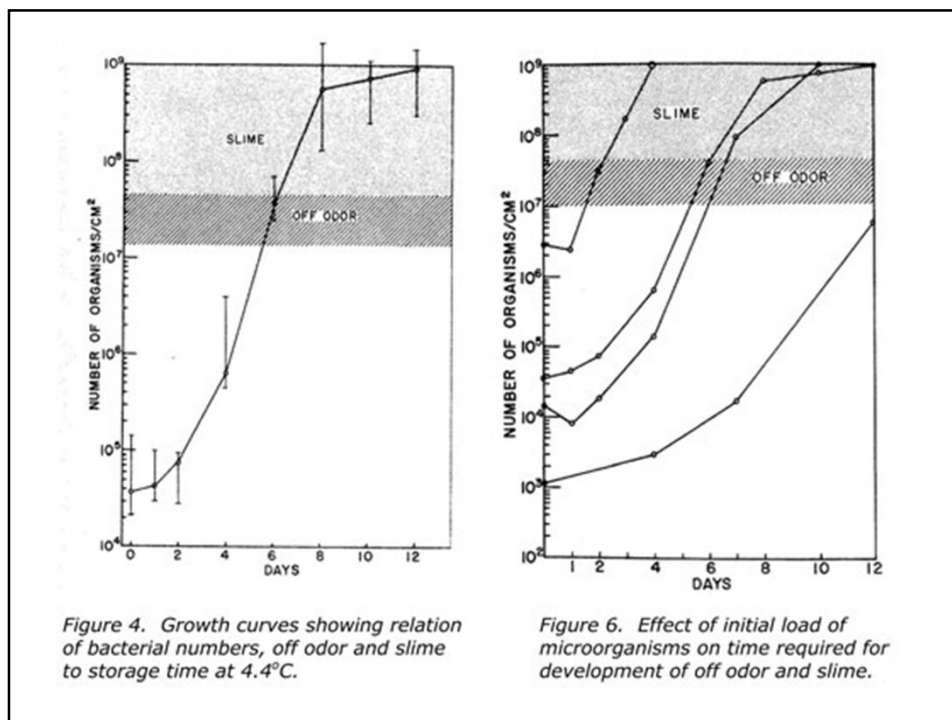 NUMBER OF ORGANISMS/CM²
10⁹
10⁸
10⁷
10⁶
10⁵
10⁴
SLIME
OFF ODOR
0 2 4 6 8 10 12
DAYS
Figure 4. Growth curves showing relation
of bacterial numbers, off odor and slime
to storage time at 4.4°C.
NUMBER OF ORGANISMS/CM²
10⁹
10⁸
10⁷
10⁶
10⁵
10⁴
10³
10²
SLIME
OFF ODOR
1 2 4 6 8 10 12
DAYS
Figure 6. Effect of initial load of
microorganisms on time required for
development of off odor and slime.